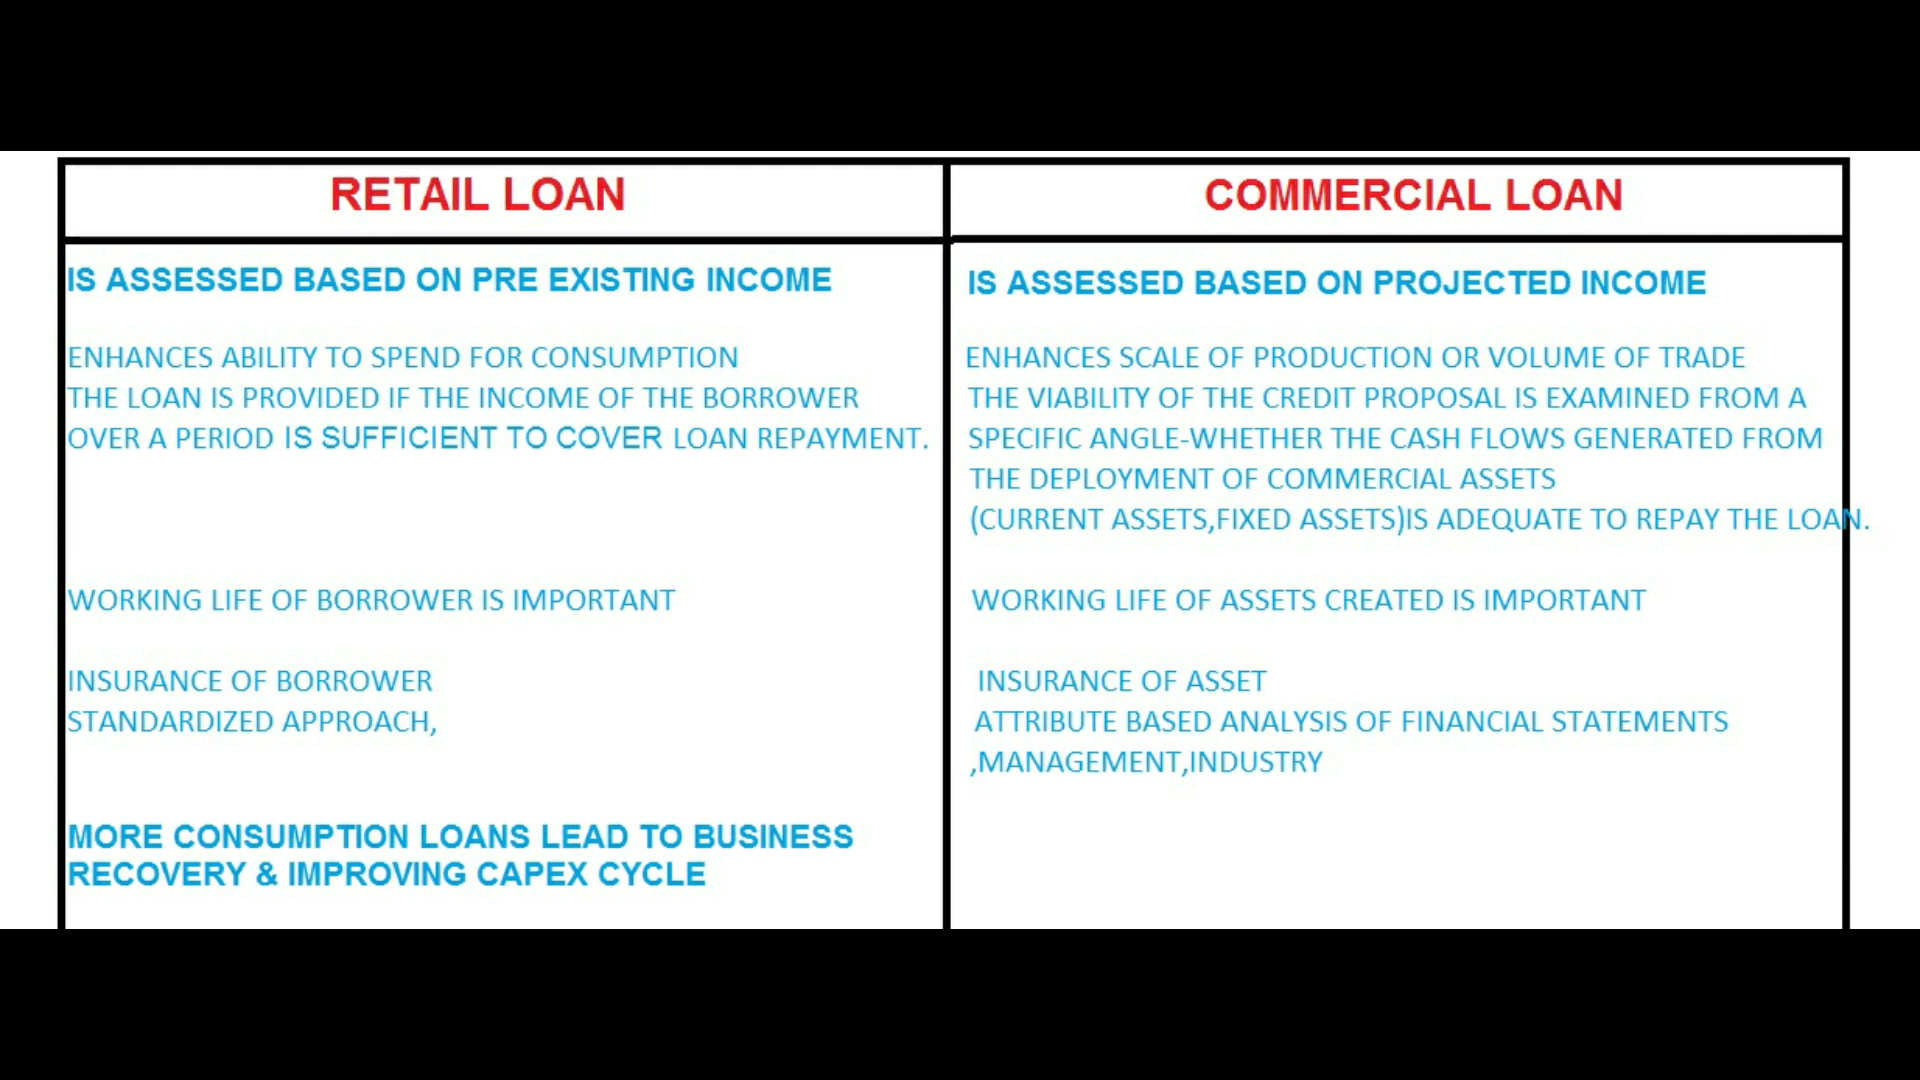 RETAIL LOAN
IS ASSESSED BASED ON PRE EXISTING INCOME
ENHANCES ABILITY TO SPEND FOR CONSUMPTION
THE LOAN IS PROVIDED IF THE INCOME OF THE BORROWER
OVER A PERIOD IS SUFFICIENT TO COVER LOAN REPAYMENT.
WORKING LIFE OF BORROWER IS IMPORTANT
INSURANCE OF BORROWER
STANDARDIZED APPROACH,
MORE CONSUMPTION LOANS LEAD TO BUSINESS
RECOVERY & IMPROVING CAPEX CYCLE
COMMERCIAL LOAN
IS ASSESSED BASED ON PROJECTED INCOME
ENHANCES SCALE OF PRODUCTION OR VOLUME OF TRADE
THE VIABILITY OF THE CREDIT PROPOSAL IS EXAMINED FROM A
SPECIFIC ANGLE-WHETHER THE CASH FLOWS GENERATED FROM
THE DEPLOYMENT OF COMMERCIAL ASSETS
(CURRENT ASSETS,FIXED ASSETS)IS ADEQUATE TO REPAY THE LOAN.
WORKING LIFE OF ASSETS CREATED IS IMPORTANT
INSURANCE OF ASSET
ATTRIBUTE BASED ANALYSIS OF FINANCIAL STATEMENTS
,MANAGEMENT,INDUSTRY